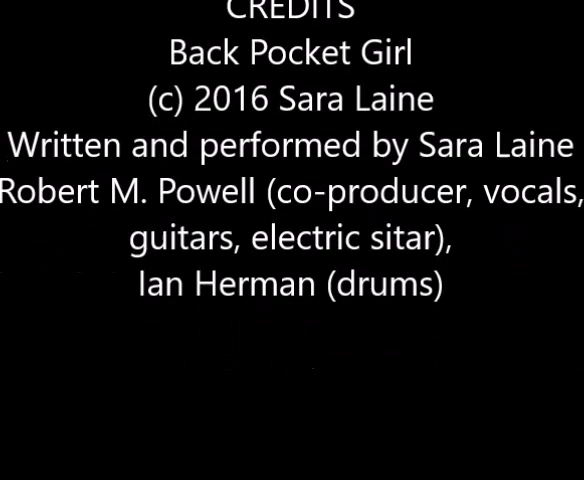 CREDITS
Back Pocket Girl
(c) 2016 Sara Laine
Written and performed by Sara Laine
Robert M. Powell (co-producer, vocals,
guitars, electric sitar),
Ian Herman (drums)